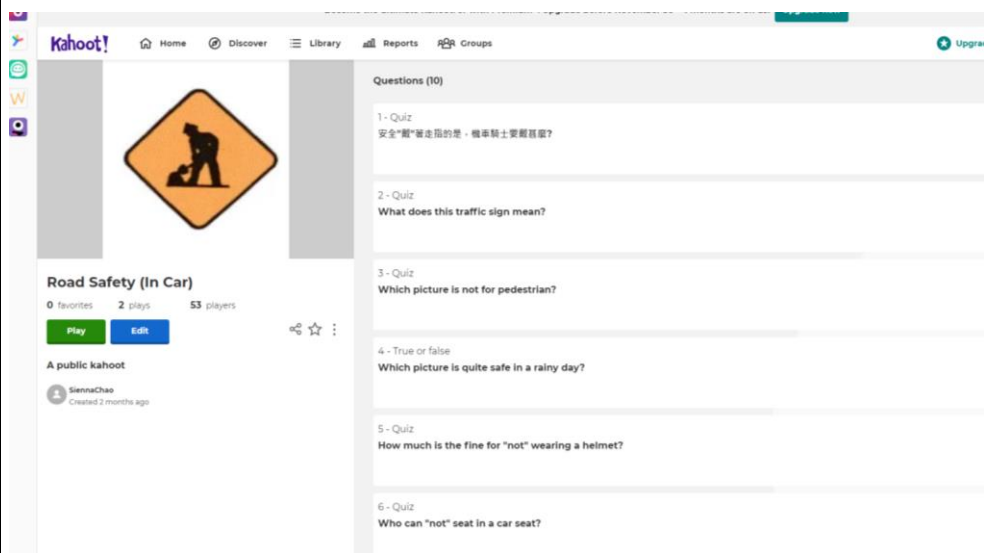 Kahoot!
Home
Discover
Library
Reports
Groups
Road Safety (In Car)
0 favorites 2 plays 53 players
Play
Edit
A public kahoot
SiennaChao
Created 2 months ago
Questions (10)
1 - Quiz
安全"戴"著走指的是，機車騎士要戴甚麼?
2 - Quiz
What does this traffic sign mean?
3 - Quiz
Which picture is not for pedestrian?
4 - True or false
Which picture is quite safe in a rainy day?
5 - Quiz
How much is the fine for "not" wearing a helmet?
6 - Quiz
Who can "not" seat in a car seat?